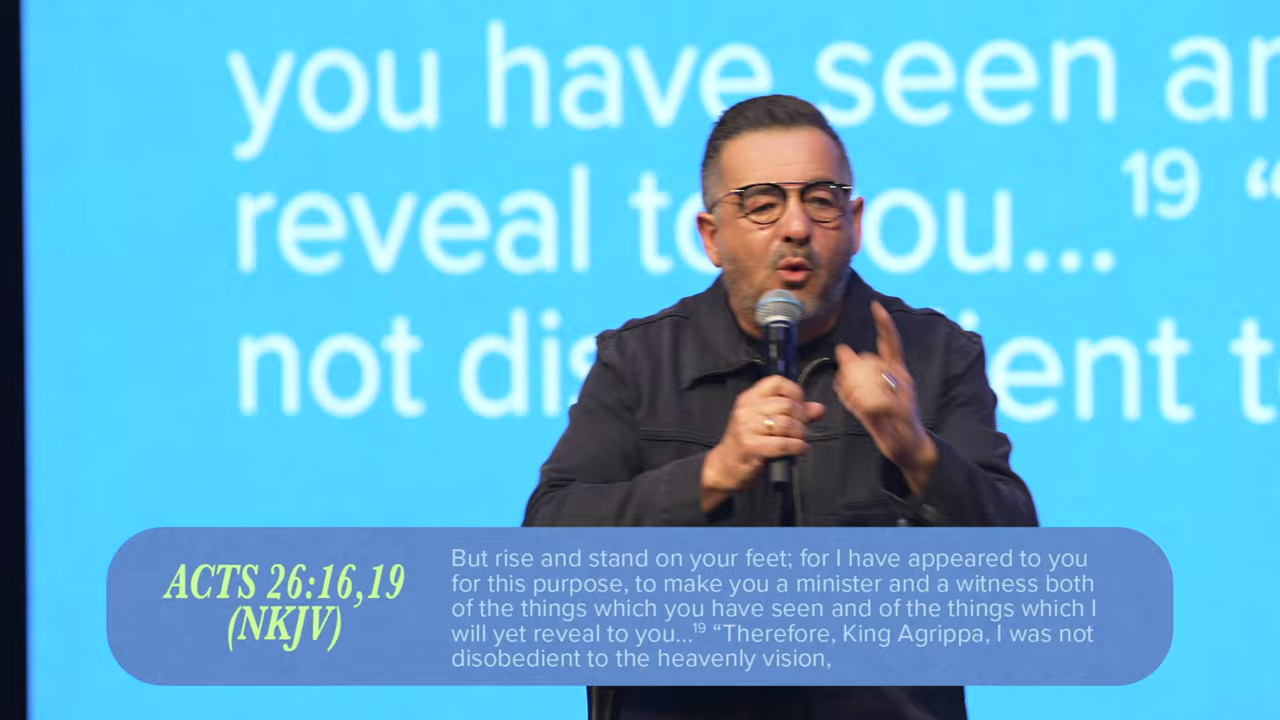 you have seen
reveal to you... 19 “
not dis ent
ACTS 26:16,19
(NKJV)
But rise and stand on your feet; for I have appeared to you
for this purpose, to make you a minister and a witness both
of the things which you have seen and of the things which I
will yet reveal to you...19 “Therefore, King Agrippa, I was not
disobedient to the heavenly vision,